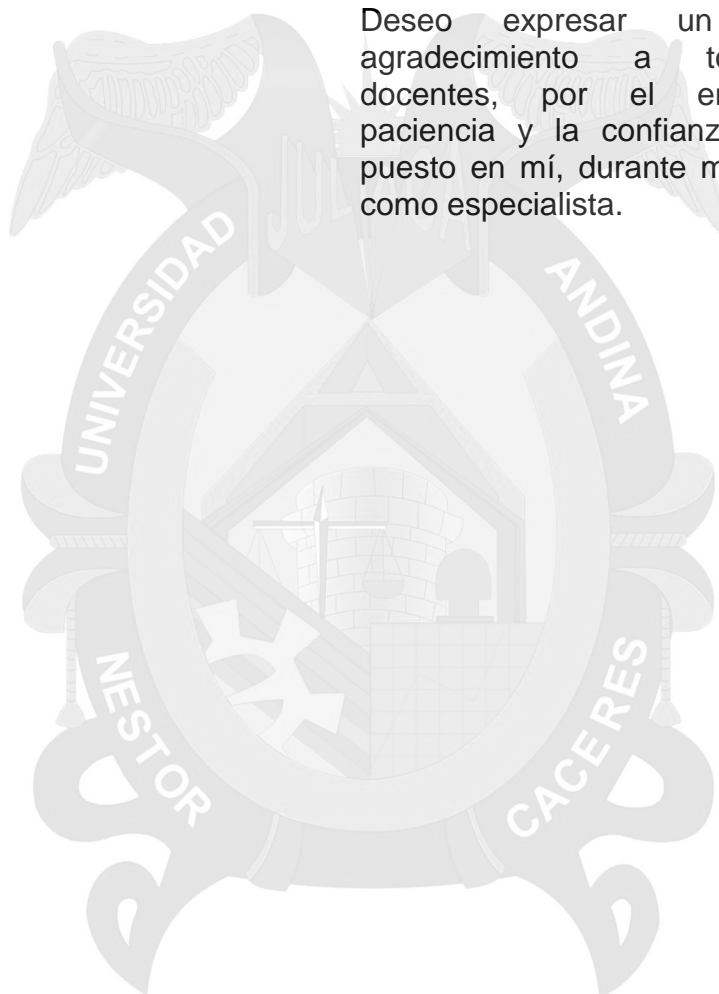 Deseo expresar un
agradecimiento a
docentes, por el
paciencia y la
puesto en mí, durante
como especialista.
JULIACA
UNIVERSIDAD
ANDINA
NESTOR
CACERES